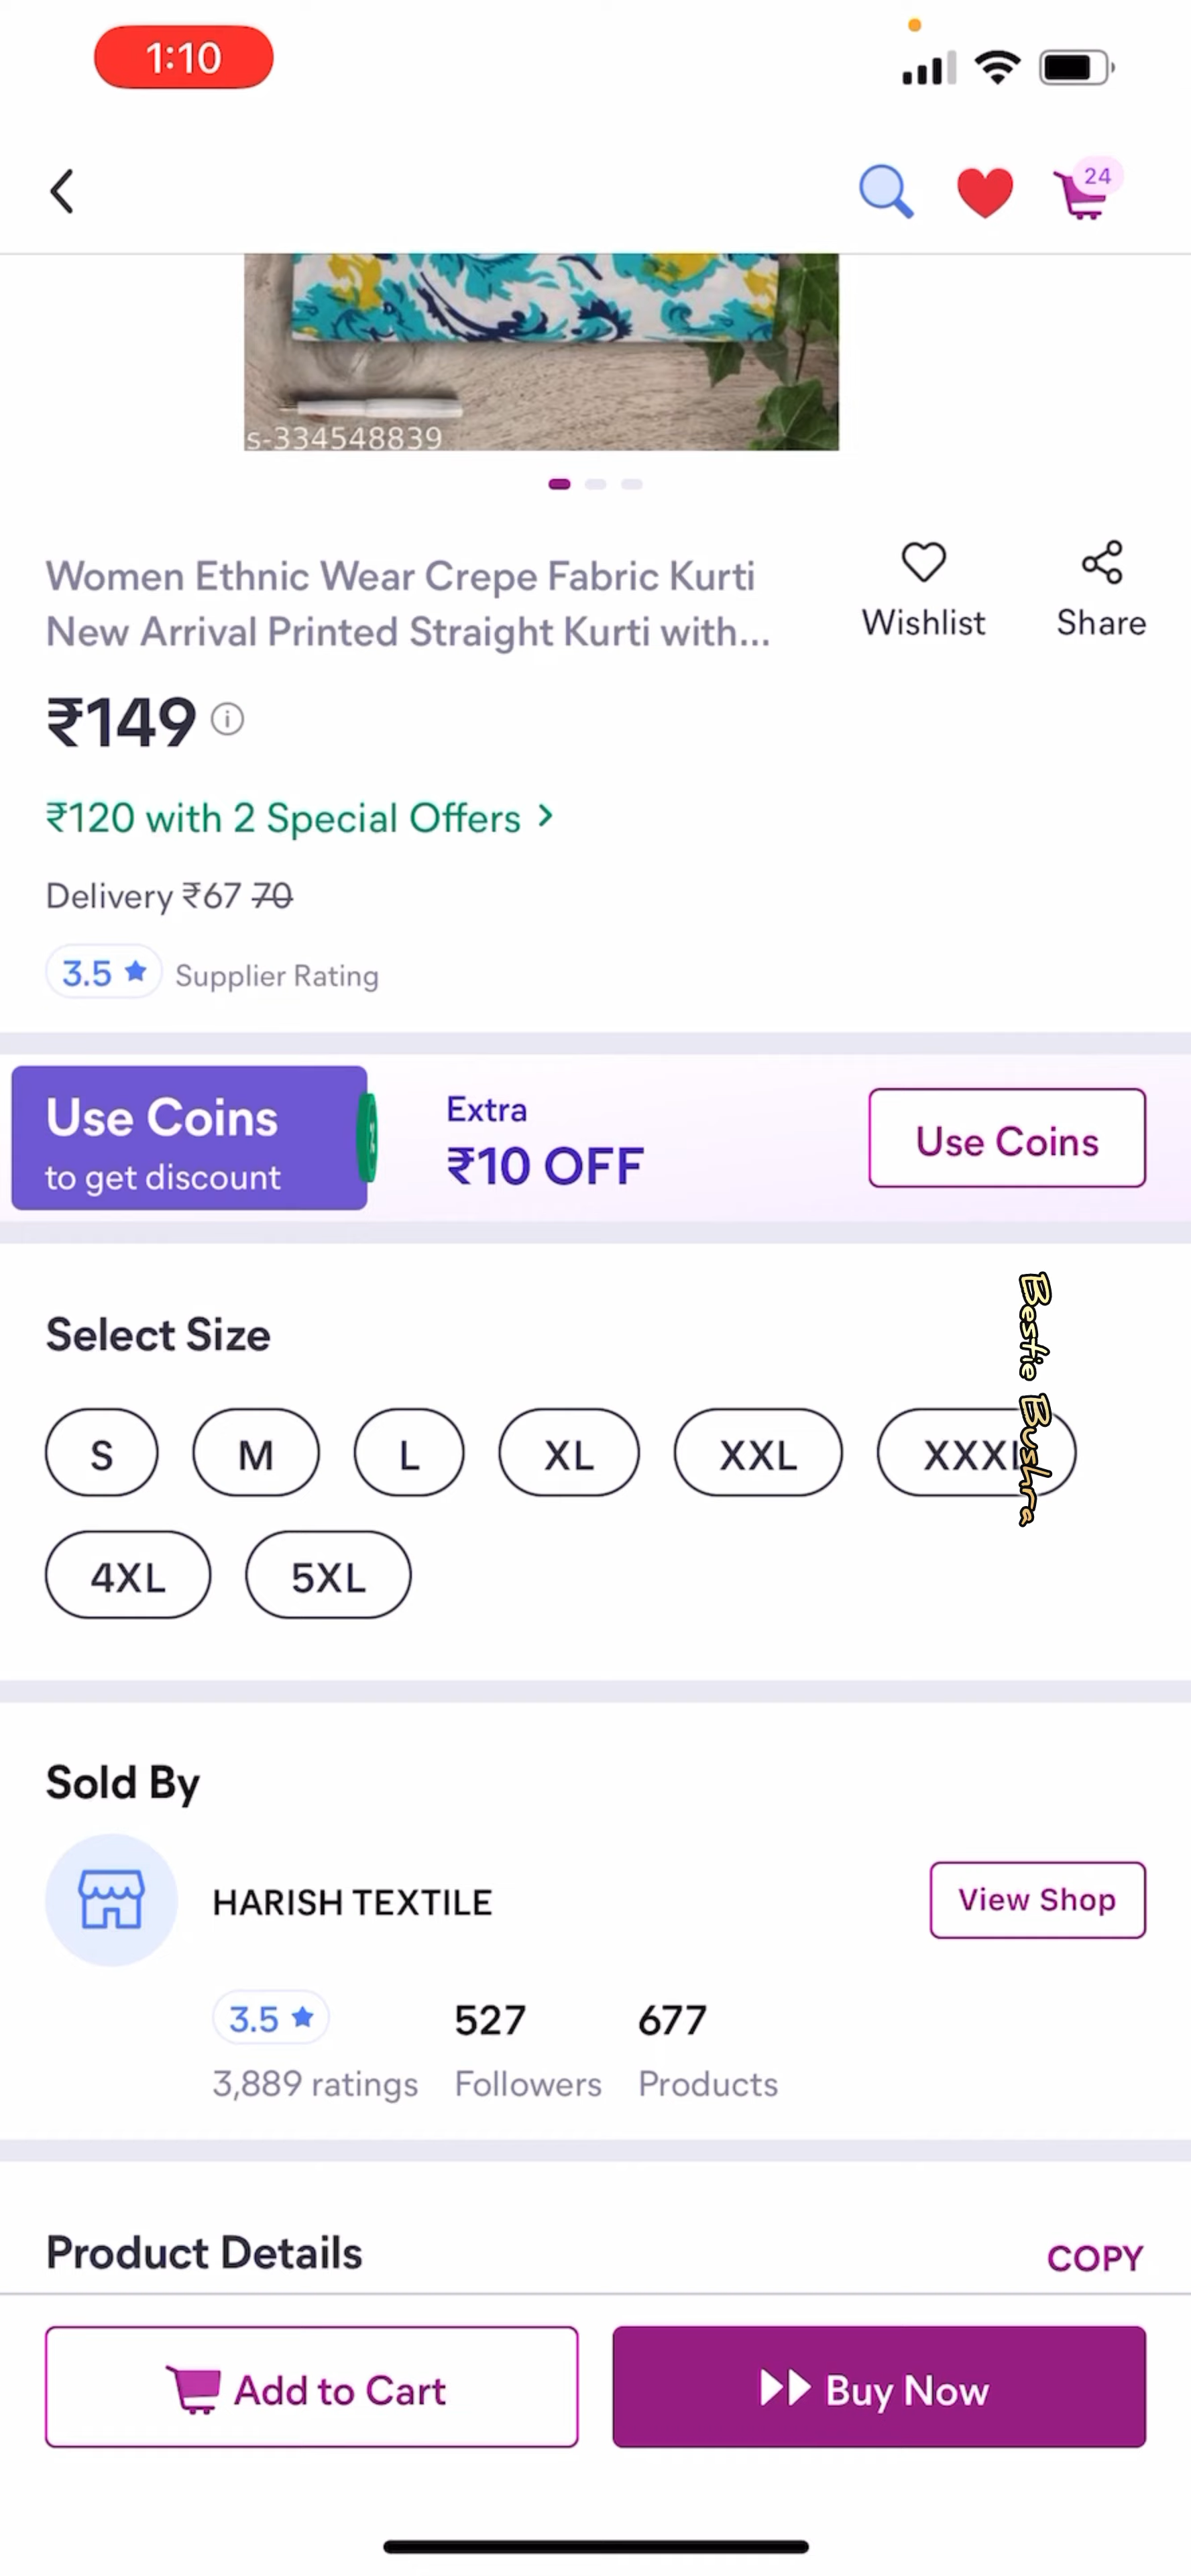 1:10
24
s-334548839
Women Ethnic Wear Crepe Fabric Kurti
New Arrival Printed Straight Kurti with...
Wishlist
Share
₹149
₹120 with 2 Special Offers >
Delivery ₹67 70
3.5 ★ Supplier Rating
Use Coins
to get discount
Extra
₹10 OFF
Use Coins
Select Size
S M L XL XXL XXXL
4XL 5XL
Bestie Bushra
Sold By
HARISH TEXTILE
View Shop
3.5 ★ 527 677
3,889 ratings Followers Products
Product Details
COPY
Add to Cart
Buy Now